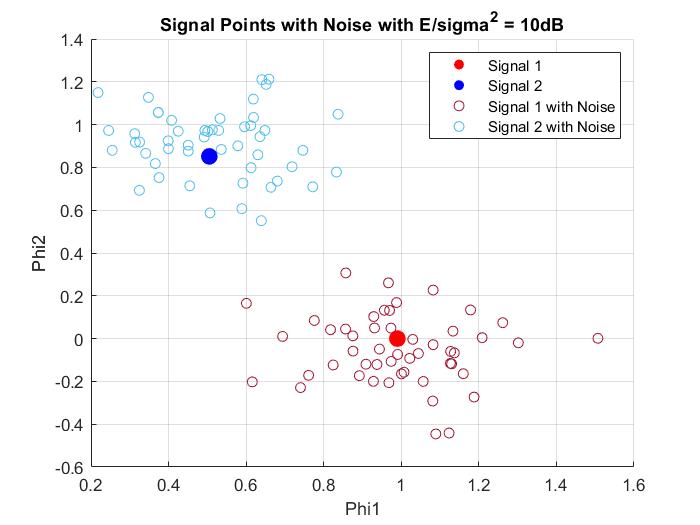 Signal Points with Noise with E/sigma² = 10dB
1.4
1.2
1
0.8
0.6
0.4
0.2
0
-0.2
-0.4
-0.6
Phi2
Signal 1
Signal 2
Signal 1 with Noise
Signal 2 with Noise
0.2 0.4 0.6 0.8 1 1.2 1.4 1.6
Phi1